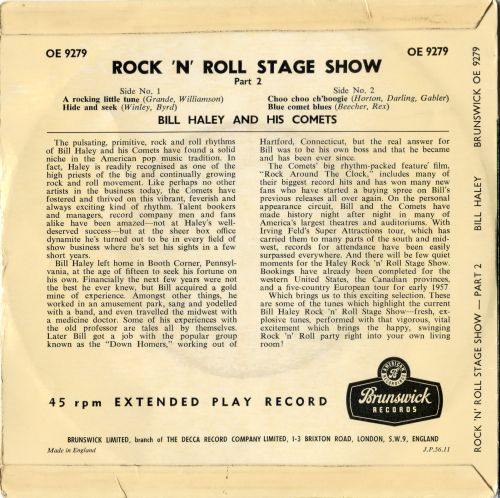 OE 9279
OE 9279
ROCK 'N' ROLL STAGE SHOW
Part 2
Side No. 1
A rocking little tune (Grande, Williamson)
Hide and seek (Winley, Byrd)
Side No. 2
Choo choo ch'boogie (Horton, Darling, Gabler)
Blue comet blues (Beecher, Rex)
BILL HALEY AND HIS COMETS
The pulsating, primitive, rock and roll rhythms
of Bill Haley and his Comets have found a solid
niche in the American pop music tradition. In
fact, Haley is readily recognised as one of the
high priests of the big and continually growing
rock and roll movement. Like perhaps no other
artists in the business today, the Comets have
fostered and thrived on this vibrant, feverish and
always exciting kind of rhythm. Talent bookers
and managers, record company men and fans
alike have been amazed—not at Haley's well-
deserved success—but at the sheer box office
dynamite he's turned out to be in every field of
show business where he's set his sights in a few
short years.
Bill Haley left home in Booth Corner, Pennsyl-
vania, at the age of fifteen to seek his fortune on
his own. Financially the next few years were not
the best he ever knew, but Bill acquired a gold
mine of experience. Amongst other things, he
worked in an amusement park, sang and yodelled
with a band, and even travelled the midwest with
a medicine doctor. Some of his experiences with
the old professor are tales all by themselves.
Later Bill got a job with the popular group
known as the "Down Homers," working out of
Hartford, Connecticut, but the real answer for
Bill was to be his own boss and that he became
and has been ever since.
The Comets' big rhythm-packed feature film,
"Rock Around The Clock," includes many of
their biggest record hits and has won many new
fans who have started a buying spree on Bill's
previous releases all over again. On the personal
appearance circuit, Bill and the Comets have
made history night after night in many of
America's largest theatres and auditoriums. With
Irving Feld's Super Attractions tour, which has
carried them to many parts of the south and mid-
west, records for attendance have been easily
surpassed everywhere. And there will be few quiet
moments for the Haley Rock 'n' Roll Stage Show.
Bookings have already been completed for the
western United States, the Canadian provinces,
and a five-country European tour for early 1957.
Which brings us to this exciting selection. These
are some of the tunes which highlight the current
Bill Haley Rock 'n' Roll Stage Show—fresh, ex-
plosive tunes, performed with that vigorous, vital
excitement which brings the happy, swinging
Rock 'n' Roll party right into your own living
room!
45 rpm EXTENDED PLAY RECORD
AMERICAN
Brunswick
RECORDS
BRUNSWICK LIMITED, branch of THE DECCA RECORD COMPANY LIMITED, 1-3 BRIXTON ROAD, LONDON, S.W.9, ENGLAND
Made in England
J.P.56.11
ROCK 'N' ROLL STAGE SHOW — PART 2 BILL HALEY BRUNSWICK OE 9279